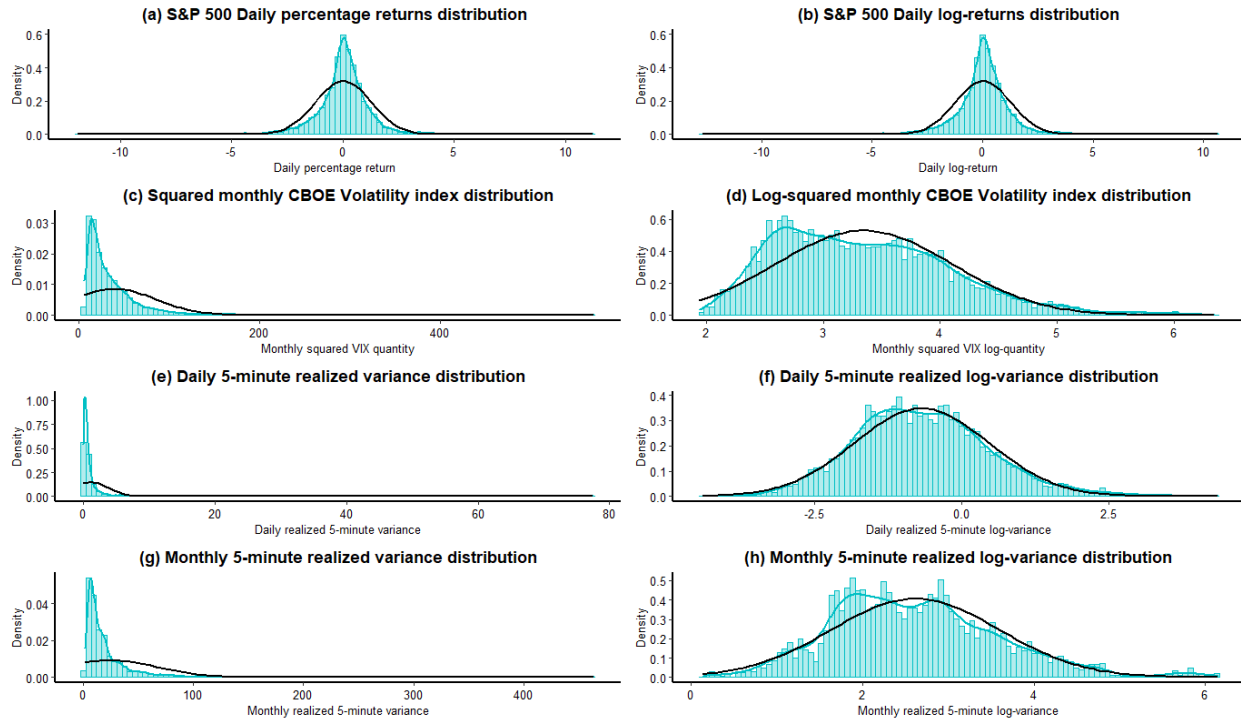 (a) S&P 500 Daily percentage returns distribution
Density
0.6
0.4
0.2
0.0
-10
-5
0
5
10
Daily percentage return
(b) S&P 500 Daily log-returns distribution
Density
0.6
0.4
0.2
0.0
-10
-5
0
5
10
Daily log-return
(c) Squared monthly CBOE Volatility index distribution
Density
0.03
0.02
0.01
0.00
0
200
400
Monthly squared VIX quantity
(d) Log-squared monthly CBOE Volatility index distribution
Density
0.6
0.4
0.2
0.0
2
3
4
5
6
Monthly squared VIX log-quantity
(e) Daily 5-minute realized variance distribution
Density
1.00
0.75
0.50
0.25
0.00
0
20
40
60
80
Daily realized 5-minute variance
(f) Daily 5-minute realized log-variance distribution
Density
0.4
0.3
0.2
0.1
0.0
-2.5
0.0
2.5
Daily realized 5-minute log-variance
(g) Monthly 5-minute realized variance distribution
Density
0.04
0.02
0.00
0
100
200
300
400
Monthly realized 5-minute variance
(h) Monthly 5-minute realized log-variance distribution
Density
0.5
0.4
0.3
0.2
0.1
0.0
0
2
4
6
Monthly realized 5-minute log-variance